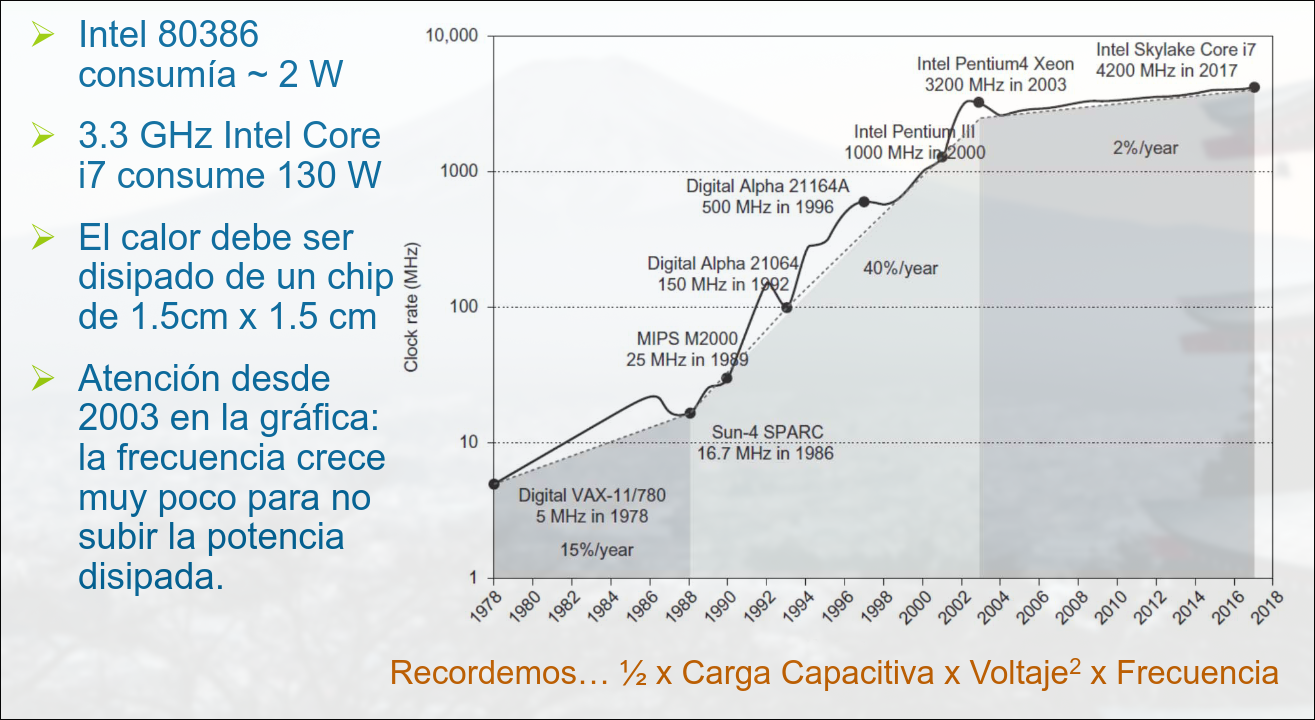 Intel 80386
consumía ~ 2 W
3.3 GHz Intel Core
i7 consume 130 W
El calor debe ser
disipado de un chip
de 1.5cm x 1.5 cm
Atención desde
2003 en la gráfica:
la frecuencia crece
muy poco para no
subir la potencia
disipada.
Clock rate (MHz)
10,000
1000
100
10
1
Intel Skylake Core i7
4200 MHz in 2017
Intel Pentium4 Xeon
3200 MHz in 2003
Intel Pentium III
1000 MHz in 2000
2%/year
Digital Alpha 21164A
500 MHz in 1996
40%/year
Digital Alpha 21064
150 MHz in 1992
MIPS M2000
25 MHz in 1989
Sun-4 SPARC
16.7 MHz in 1986
Digital VAX-11/780
5 MHz in 1978
15%/year
1978
1980
1982
1984
1986
1988
1990
1992
1994
1996
1998
2000
2002
2004
2006
2008
2010
2012
2014
2016
2018
Recordemos… ½ x Carga Capacitiva x Voltaje² x Frecuencia